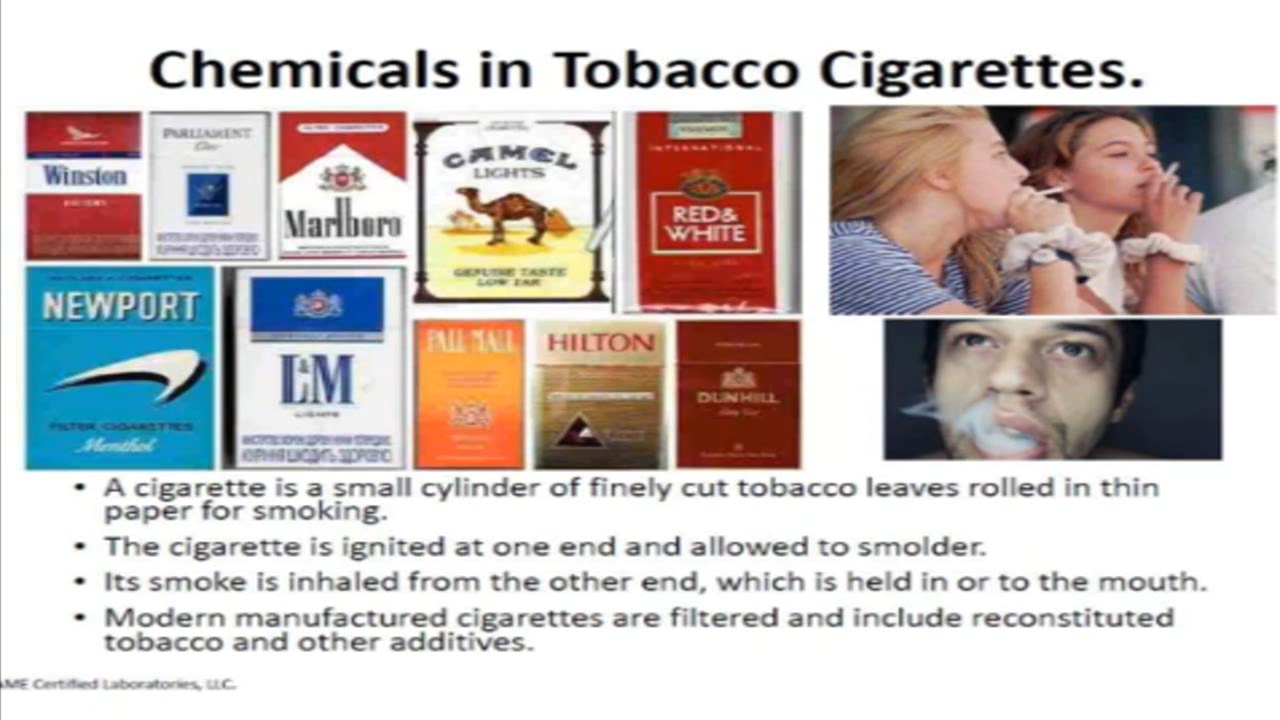 Chemicals in Tobacco Cigarettes.
Winston
PARLIAMENT
Marlboro
CAMEL
LIGHTS
GENUINE TASTE
LOW TAR
INTERNATIONAL
RED&
WHITE
NEWPORT
FILTER CIGARETTES
Menthol
L&M
LIGHTS
PALL MALL
HILTON
DUNHILL
• A cigarette is a small cylinder of finely cut tobacco leaves rolled in thin
paper for smoking.
• The cigarette is ignited at one end and allowed to smolder.
• Its smoke is inhaled from the other end, which is held in or to the mouth.
• Modern manufactured cigarettes are filtered and include reconstituted
tobacco and other additives.
AME Certified Laboratories, LLC.